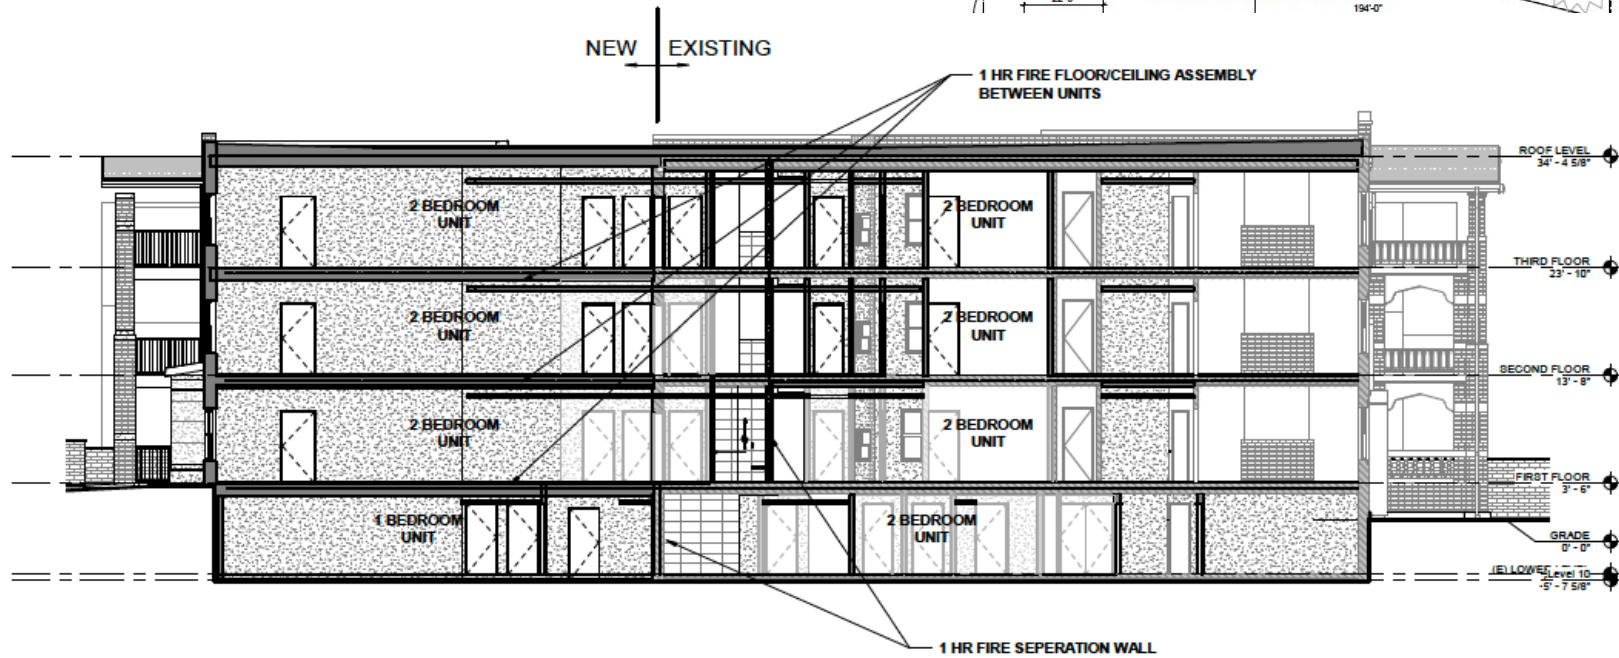 194'-0"
NEW EXISTING
1 HR FIRE FLOOR/CEILING ASSEMBLY
BETWEEN UNITS
ROOF LEVEL
34' - 4 5/8"
2 BEDROOM
UNIT
2 BEDROOM
UNIT
THIRD FLOOR
23' - 10"
2 BEDROOM
UNIT
2 BEDROOM
UNIT
SECOND FLOOR
13' - 8"
2 BEDROOM
UNIT
2 BEDROOM
UNIT
FIRST FLOOR
3' - 6"
1 BEDROOM
UNIT
2 BEDROOM
UNIT
GRADE
0' - 0"
(E) LOWER
Level 10
-5' - 7 5/8"
1 HR FIRE SEPERATION WALL